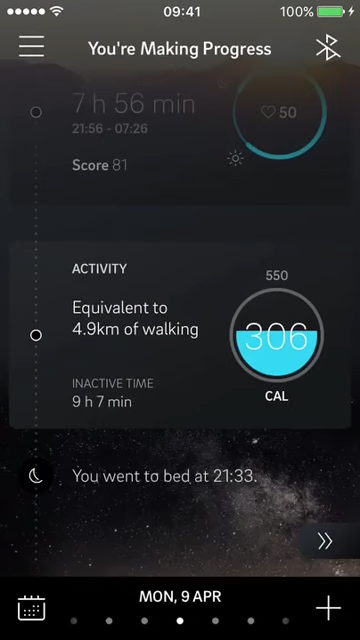 09:41
100%
You're Making Progress
7 h 56 min
21:56 - 07:26
50
Score 81
ACTIVITY
550
Equivalent to
4.9km of walking
306
INACTIVE TIME
9 h 7 min
CAL
You went to bed at 21:33.
MON, 9 APR